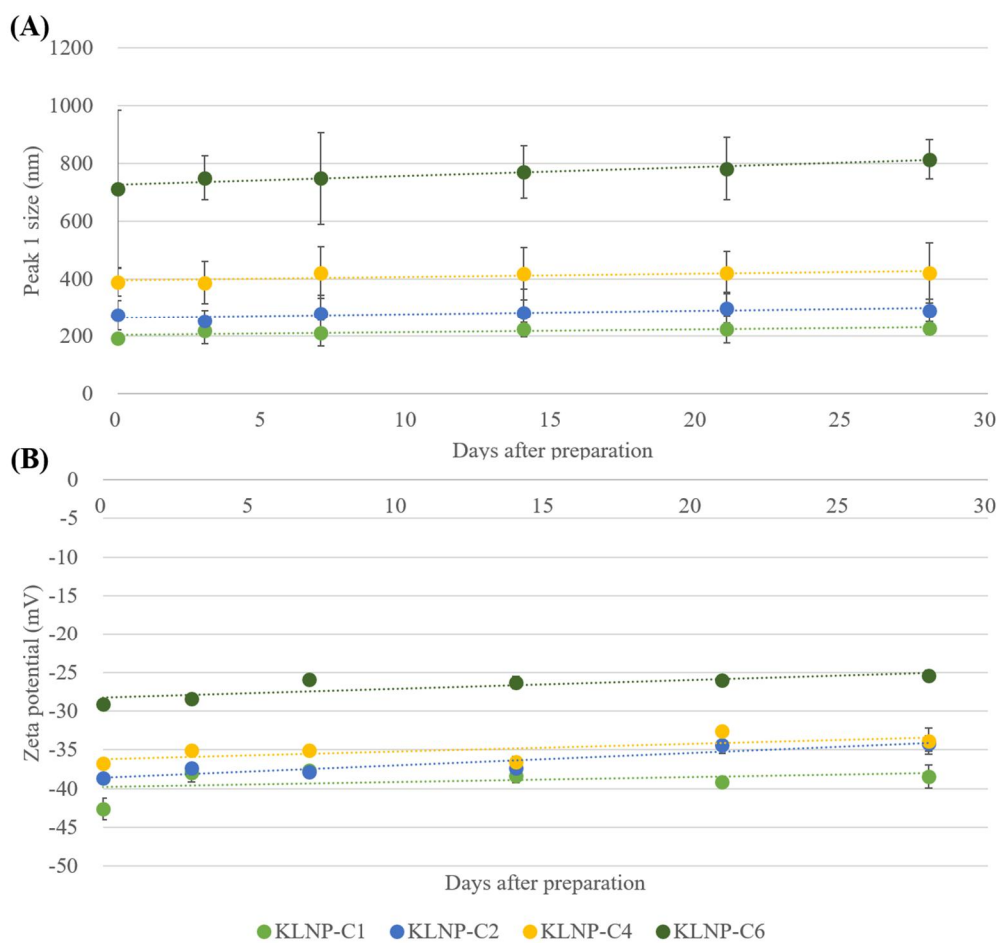 (A)
1200
1000
800
600
400
200
0
Peak 1 size (nm)
0 5 10 15 20 25 30
Days after preparation
(B)
0
0 5 10 15 20 25 30
-5
-10
-15
-20
-25
-30
-35
-40
-45
-50
Zeta potential (mV)
Days after preparation
KLNP-C1 KLNP-C2 KLNP-C4 KLNP-C6